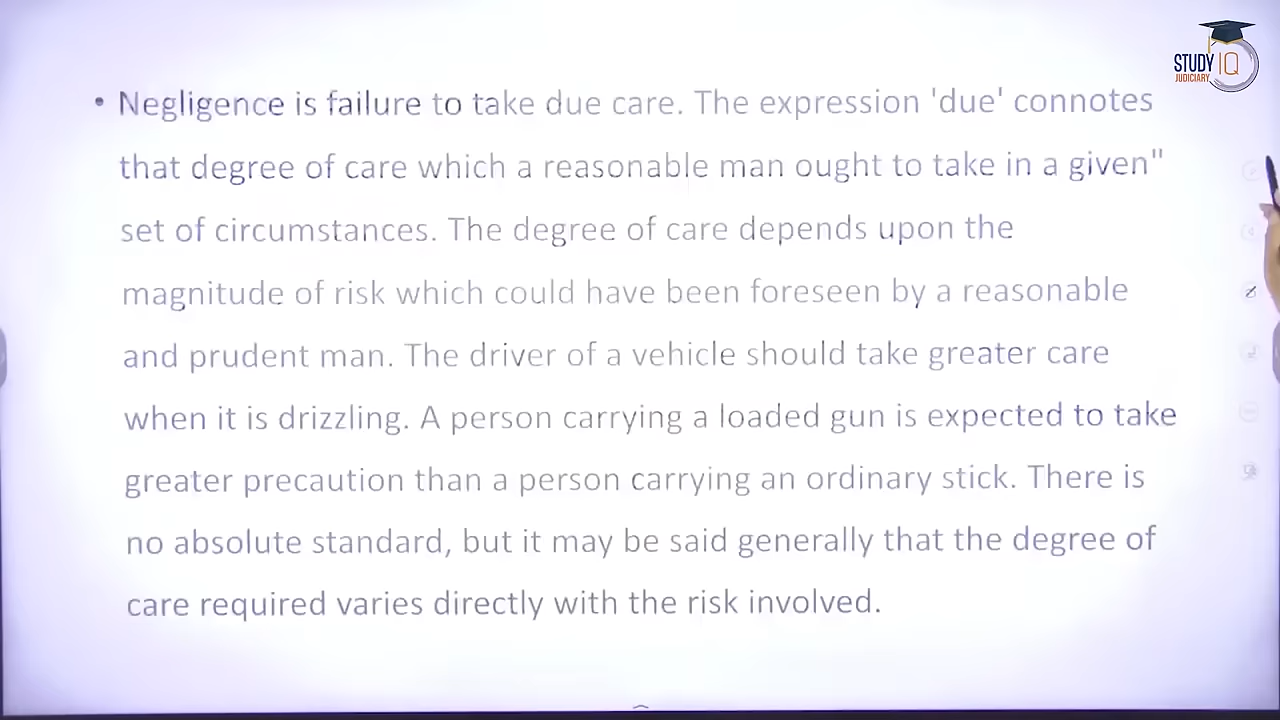 STUDY IQ
JUDICIARY
• Negligence is failure to take due care. The expression 'due' connotes
that degree of care which a reasonable man ought to take in a given"
set of circumstances. The degree of care depends upon the
magnitude of risk which could have been foreseen by a reasonable
and prudent man. The driver of a vehicle should take greater care
when it is drizzling. A person carrying a loaded gun is expected to take
greater precaution than a person carrying an ordinary stick. There is
no absolute standard, but it may be said generally that the degree of
care required varies directly with the risk involved.